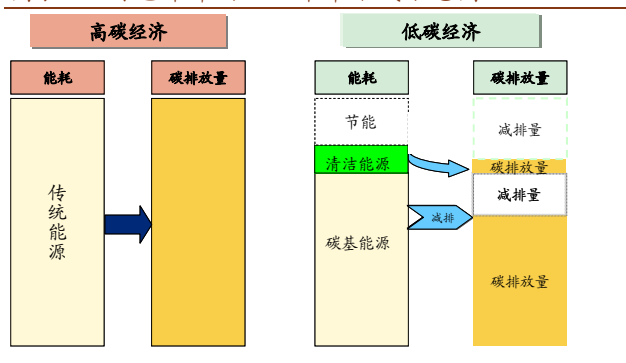 高碳经济
低碳经济
能耗
碳排放量
能耗
碳排放量
传统能源
节能
清洁能源
碳基能源
减排
减排量
碳排放量
减排量
碳排放量